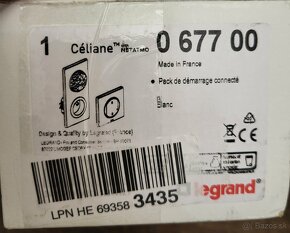 1 Céliane™ with NETATMO 0 677 00
Made in France
• Pack de démarrage connecté
Blanc
Design & Quality by Legrand (France)
LPN HE 69358 3435
legrand
bazos.sk